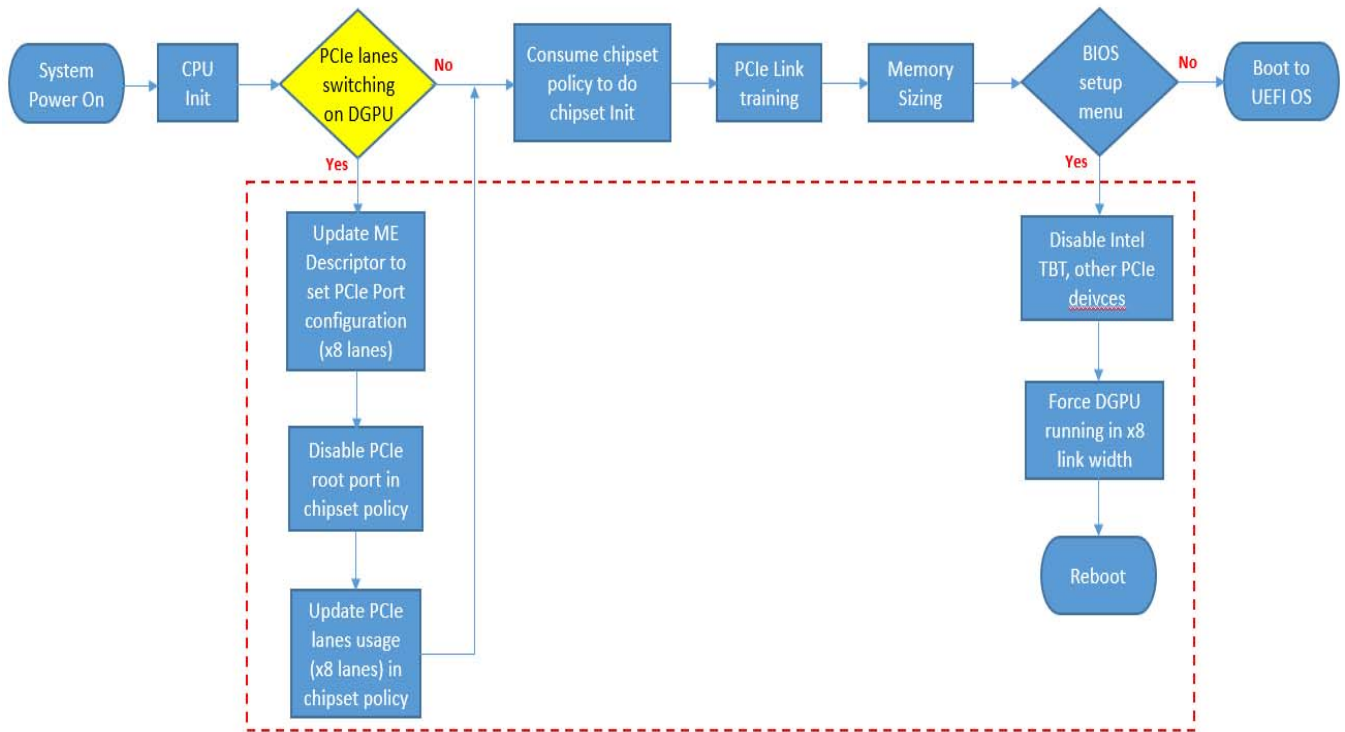 System
Power On
CPU
Init
PCIe lanes
switching
on DGPU
No
Yes
Consume chipset
policy to do
chipset Init
PCIe Link
training
Memory
Sizing
BIOS
setup
menu
No
Yes
Boot to
UEFI OS
Update ME
Descriptor to
set PCIe Port
configuration
(x8 lanes)
Disable PCIe
root port in
chipset policy
Update PCIe
lanes usage
(x8 lanes) in
chipset policy
Disable Intel
TBT, other PCIe
deivces
Force DGPU
running in x8
link width
Reboot